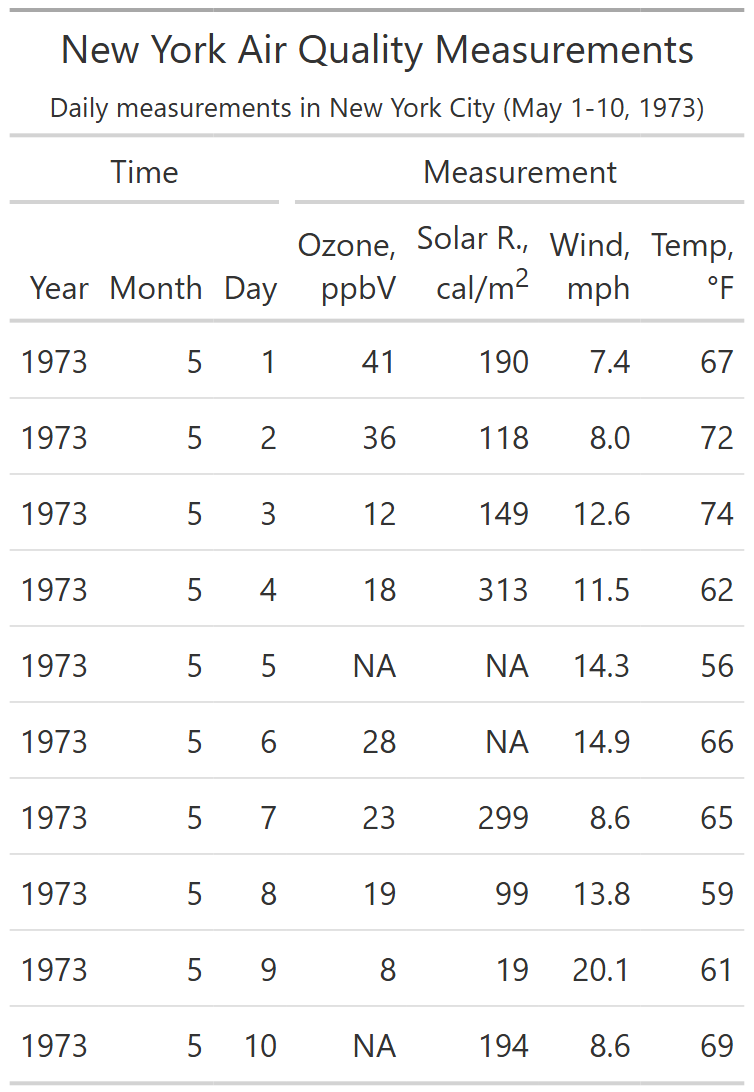 New York Air Quality Measurements
Daily measurements in New York City (May 1-10, 1973)
Time Measurement
Year Month Day Ozone, ppbV Solar R., cal/m² Wind, mph Temp, °F
1973 5 1 41 190 7.4 67
1973 5 2 36 118 8.0 72
1973 5 3 12 149 12.6 74
1973 5 4 18 313 11.5 62
1973 5 5 NA NA 14.3 56
1973 5 6 28 NA 14.9 66
1973 5 7 23 299 8.6 65
1973 5 8 19 99 13.8 59
1973 5 9 8 19 20.1 61
1973 5 10 NA 194 8.6 69